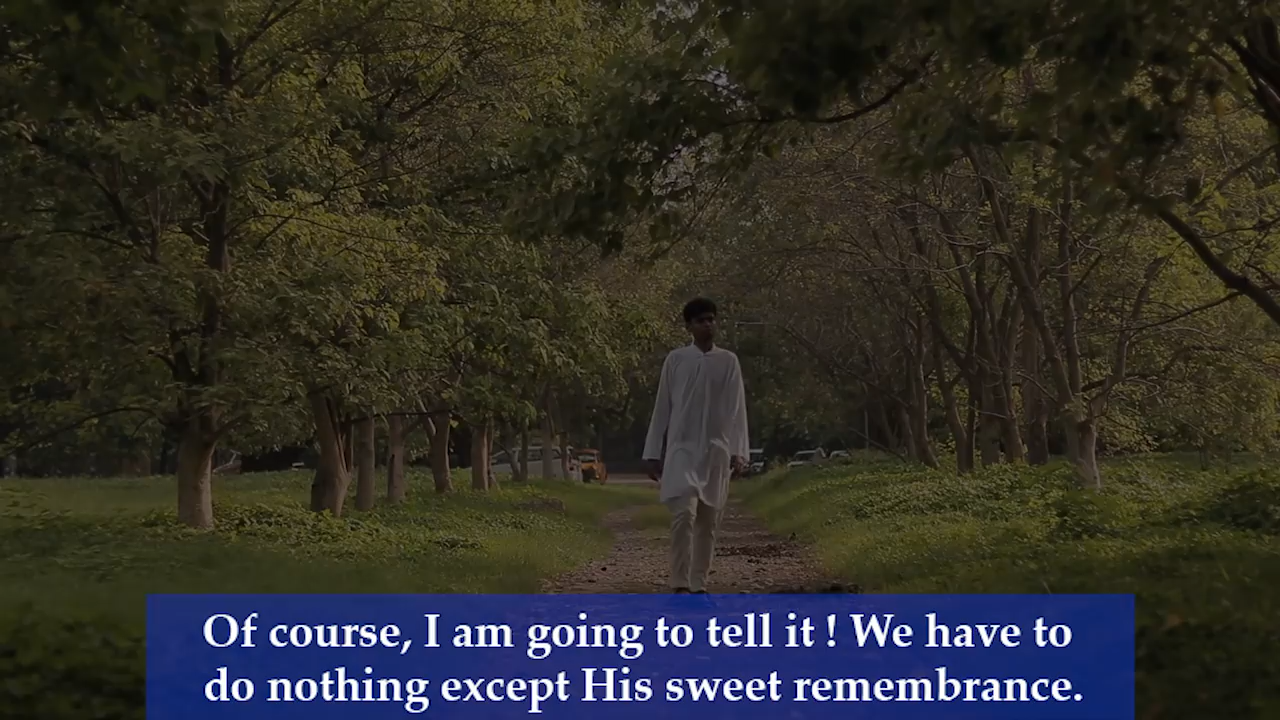 Of course, I am going to tell it ! We have to
do nothing except His sweet remembrance.